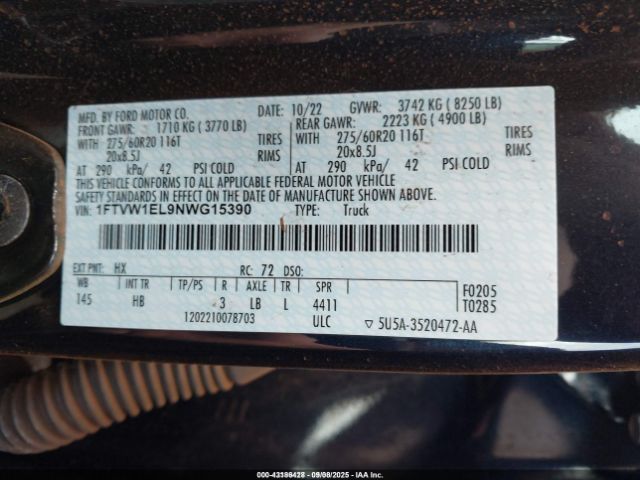 MFD. BY FORD MOTOR CO. DATE: 10/22 GVWR: 3742 KG ( 8250 LB)
FRONT GAWR: 1710 KG ( 3770 LB) REAR GAWR: 2223 KG ( 4900 LB)
WITH 275/60R20 116T TIRES WITH 275/60R20 116T TIRES
20x8.5J RIMS 20x8.5J RIMS
AT 290 kPa/ 42 PSI COLD AT 290 kPa/ 42 PSI COLD
THIS VEHICLE CONFORMS TO ALL APPLICABLE FEDERAL MOTOR VEHICLE
SAFETY STANDARDS IN EFFECT ON THE DATE OF MANUFACTURE SHOWN ABOVE.
VIN: 1FTVW1EL9NWG15390 TYPE: Truck
EXT PNT: HX RC: 72 DSO:
WB INT TR TP/PS R AXLE TR SPR F0205
145 HB 3 LB L 4411 T0285
1202210078703 ULC ▽ 5U5A-3520472-AA
000-43186428 - 09/08/2025 - IAAI, Inc.